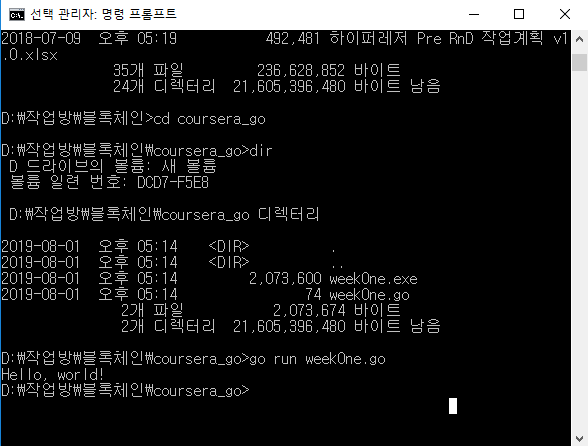 선택 관리자: 명령 프롬프트
2018-07-09 오후 05:19 492,481 하이퍼레저 Pre RnD 작업계획 v1
.0.xlsx
35개 파일 236,628,852 바이트
24개 디렉터리 21,605,396,480 바이트 남음
D:\작업방\블록체인>cd coursera_go
D:\작업방\블록체인\coursera_go>dir
D 드라이브의 볼륨: 새 볼륨
볼륨 일련 번호: DCD7-F5E8
D:\작업방\블록체인\coursera_go 디렉터리
2019-08-01 오후 05:14 <DIR> .
2019-08-01 오후 05:14 <DIR> ..
2019-08-01 오후 05:14 2,073,600 weekOne.exe
2019-08-01 오후 05:14 74 weekOne.go
2개 파일 2,073,674 바이트
2개 디렉터리 21,605,396,480 바이트 남음
D:\작업방\블록체인\coursera_go>go run weekOne.go
Hello, world!
D:\작업방\블록체인\coursera_go>